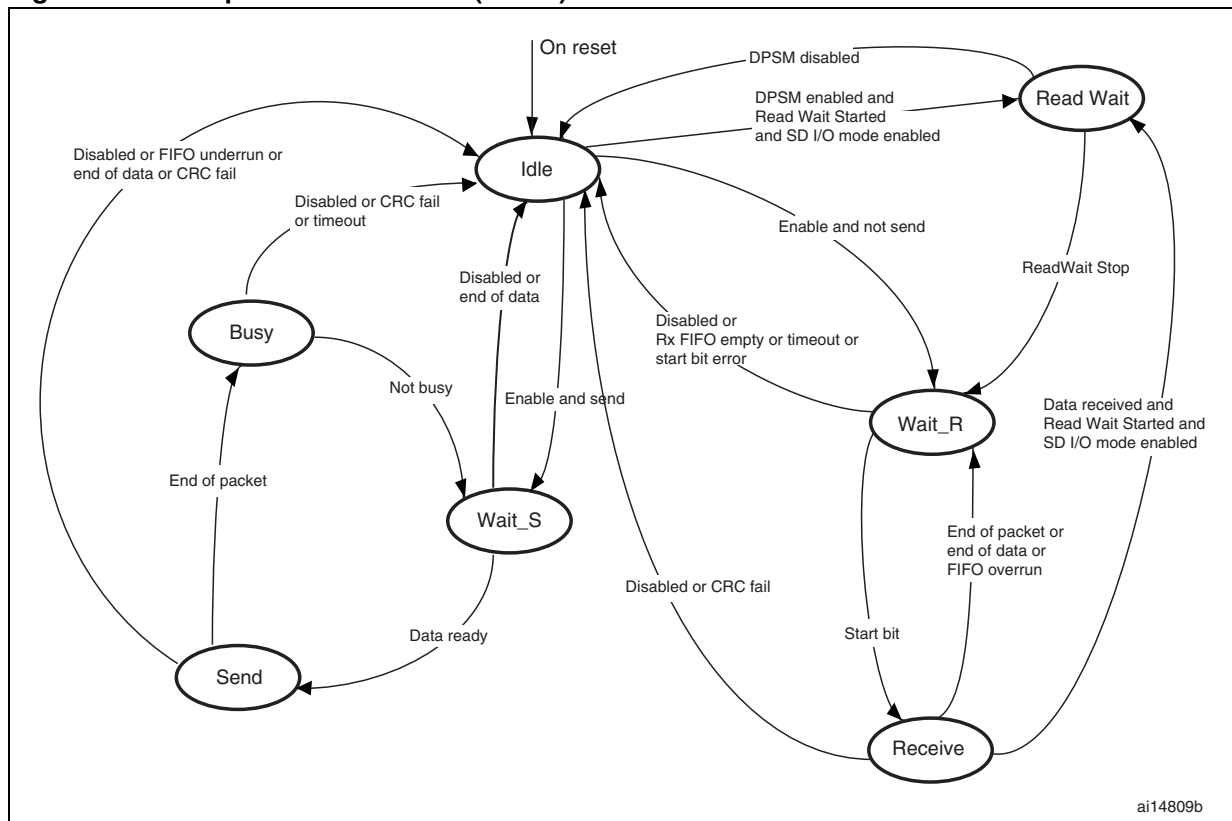 On reset
DPSM disabled
Read Wait
DPSM enabled and
Read Wait Started
and SD I/O mode enabled
Disabled or FIFO underrun or
end of data or CRC fail
Idle
Disabled or CRC fail
or timeout
Enable and not send
Disabled or
end of data
ReadWait Stop
Busy
Disabled or
Rx FIFO empty or timeout or
start bit error
Not busy
Enable and send
Wait_R
Data received and
Read Wait Started and
SD I/O mode enabled
End of packet
Wait_S
End of packet or
end of data or
FIFO overrun
Disabled or CRC fail
Data ready
Start bit
Send
Receive
ai14809b